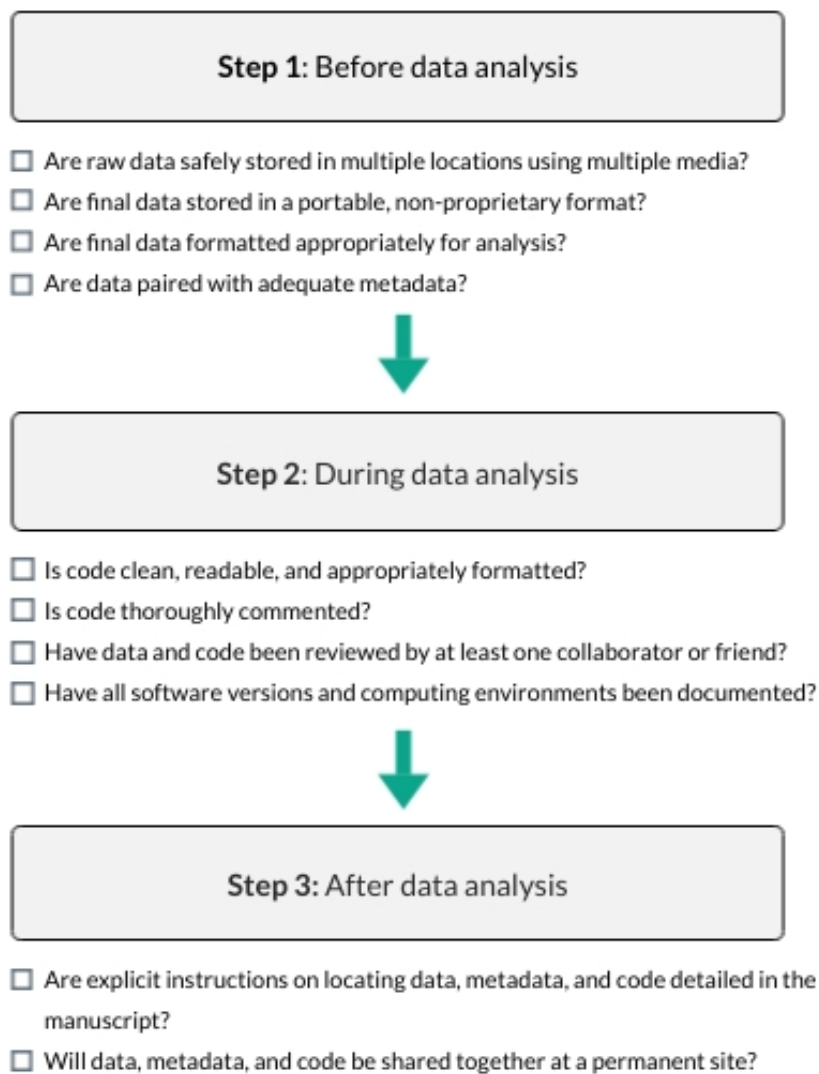 Step 1: Before data analysis
Are raw data safely stored in multiple locations using multiple media?
Are final data stored in a portable, non-proprietary format?
Are final data formatted appropriately for analysis?
Are data paired with adequate metadata?
Step 2: During data analysis
Is code clean, readable, and appropriately formatted?
Is code thoroughly commented?
Have data and code been reviewed by at least one collaborator or friend?
Have all software versions and computing environments been documented?
Step 3: After data analysis
Are explicit instructions on locating data, metadata, and code detailed in the
manuscript?
Will data, metadata, and code be shared together at a permanent site?